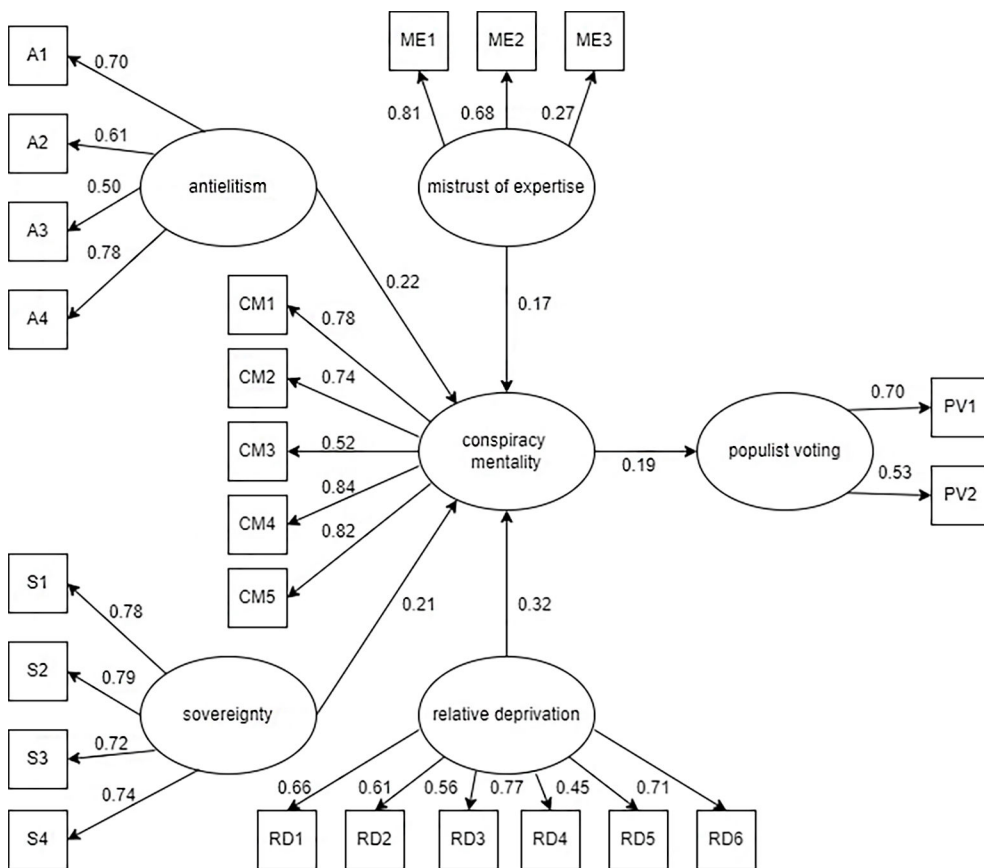 ME1 ME2 ME3
A1
0.70
0.81 0.68 0.27
A2
0.61
0.50
antielitism
mistrust of expertise
A3
0.78
A4
0.22
0.17
CM1
0.78
CM2
0.74
CM3
0.52
conspiracy
mentality
0.19
populist voting
0.70
PV1
0.53
PV2
CM4
0.84
0.82
CM5
S1
0.78
0.21
0.32
S2
0.79
sovereignty
relative deprivation
S3
0.72
0.74
S4
0.66 0.61 0.56 0.77 0.45 0.71
RD1 RD2 RD3 RD4 RD5 RD6